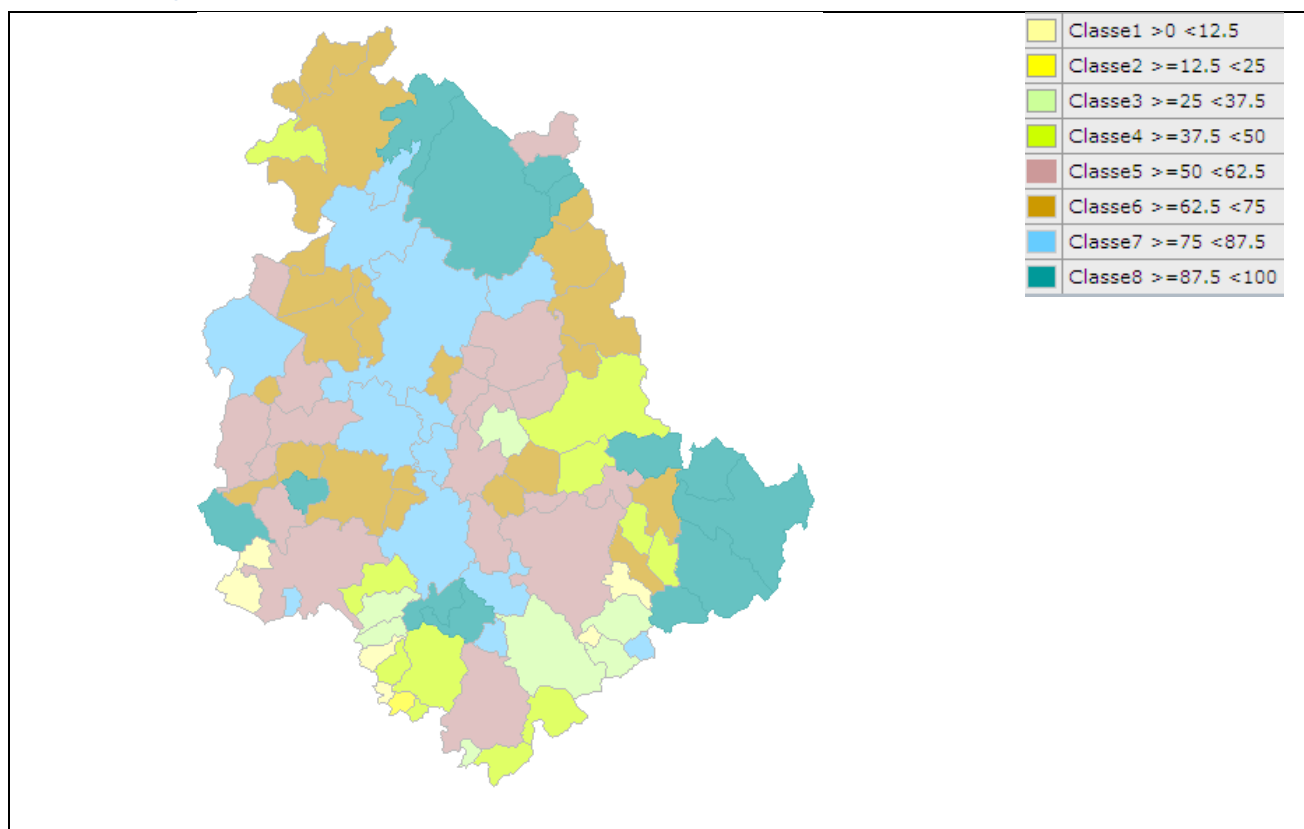 Classe1 >0 <12.5
Classe2 >=12.5 <25
Classe3 >=25 <37.5
Classe4 >=37.5 <50
Classe5 >=50 <62.5
Classe6 >=62.5 <75
Classe7 >=75 <87.5
Classe8 >=87.5 <100